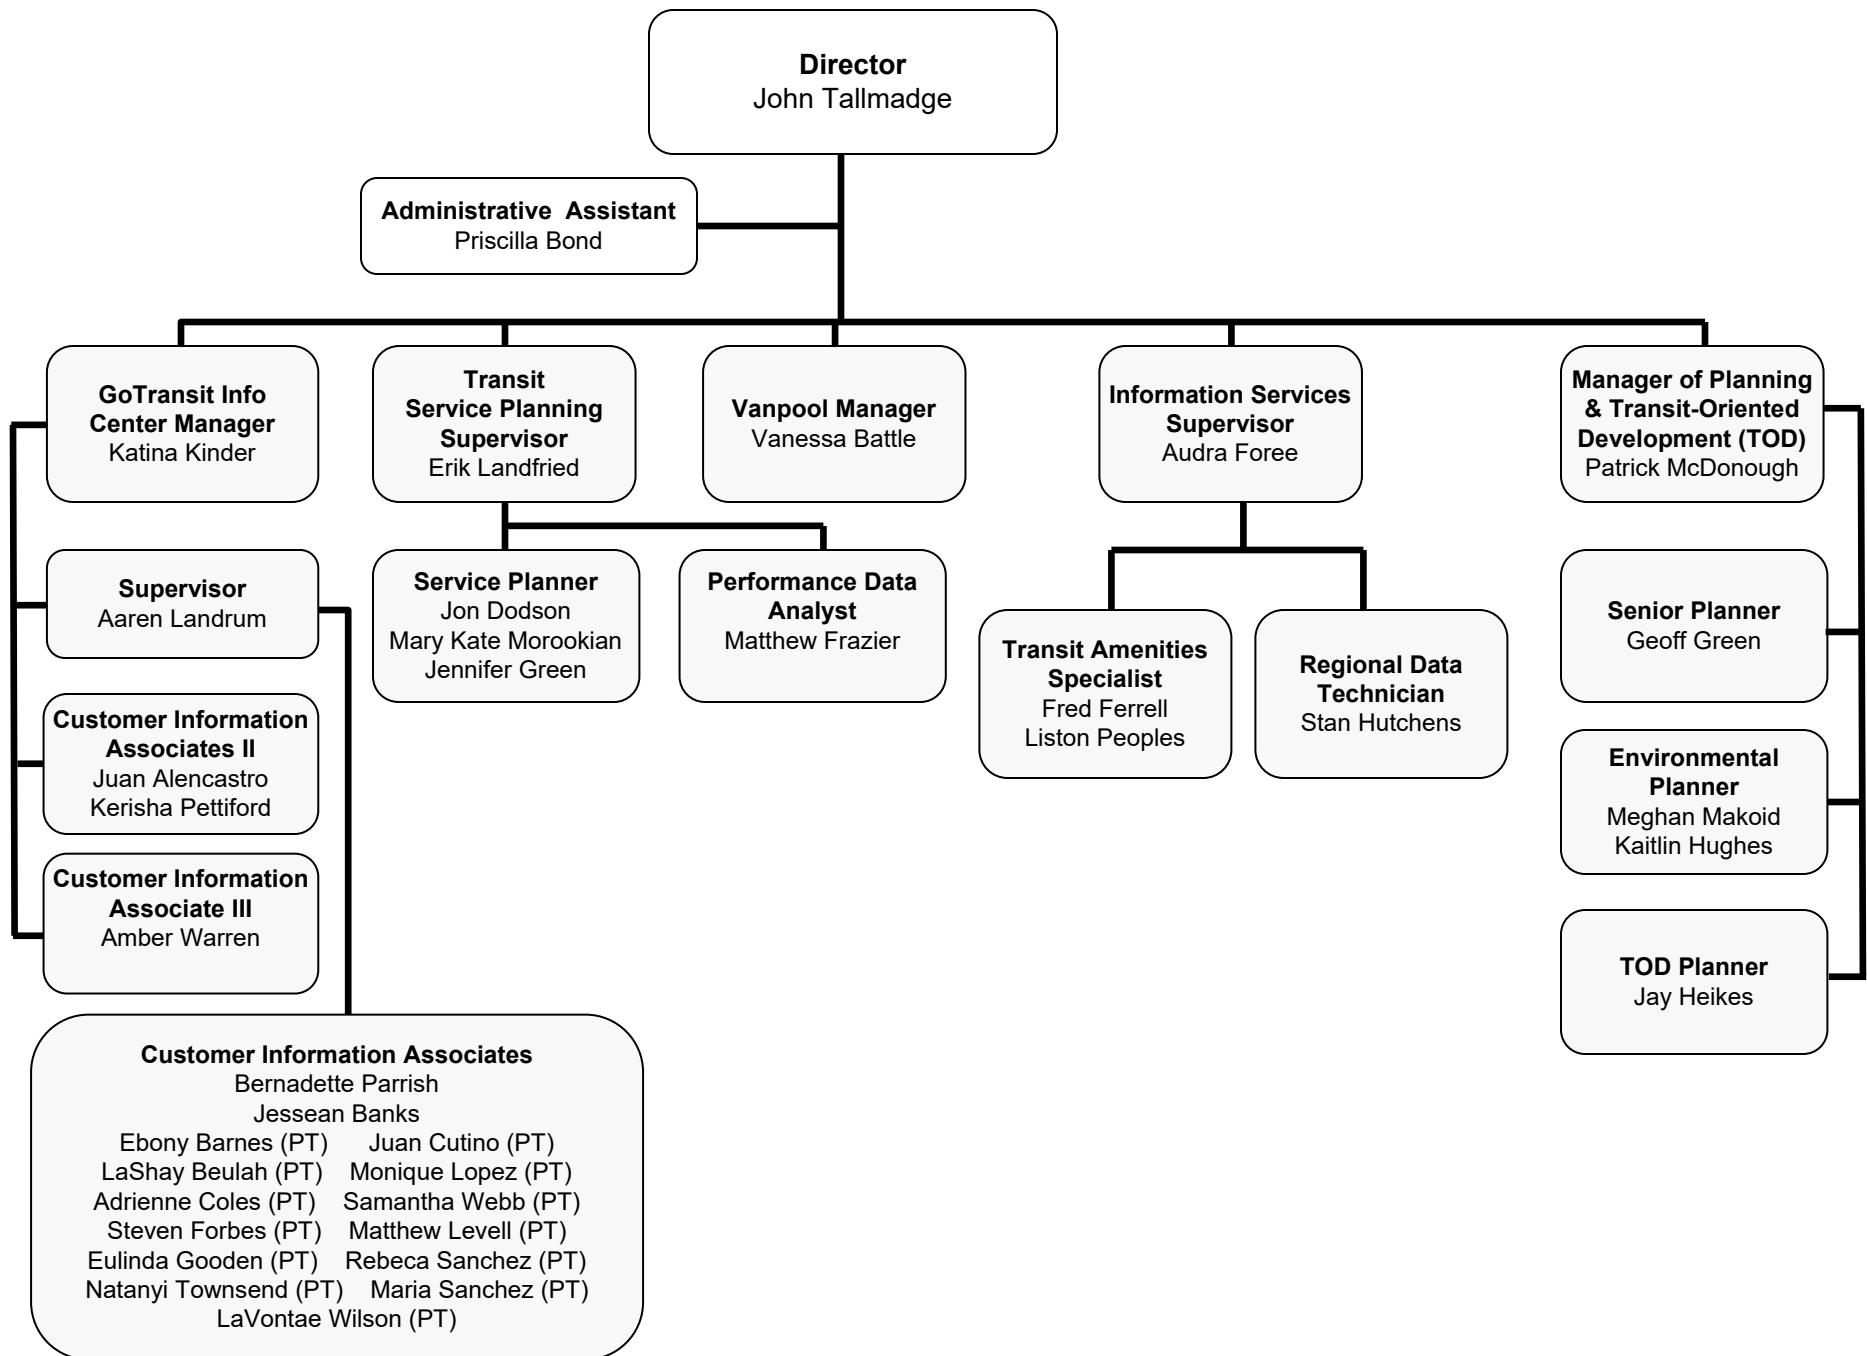 Director
John Tallmadge
Administrative Assistant
Priscilla Bond
GoTransit Info
Center Manager
Katina Kinder
Transit
Service Planning
Supervisor
Erik Landfried
Vanpool Manager
Vanessa Battle
Information Services
Supervisor
Audra Foree
Manager of Planning
& Transit-Oriented
Development (TOD)
Patrick McDonough
Supervisor
Aaren Landrum
Service Planner
Jon Dodson
Mary Kate Morookian
Jennifer Green
Performance Data
Analyst
Matthew Frazier
Transit Amenities
Specialist
Fred Ferrell
Liston Peoples
Regional Data
Technician
Stan Hutchens
Senior Planner
Geoff Green
Customer Information
Associates II
Juan Alencastro
Kerisha Pettiford
Environmental
Planner
Meghan Makoid
Kaitlin Hughes
Customer Information
Associate III
Amber Warren
TOD Planner
Jay Heikes
Customer Information Associates
Bernadette Parrish
Jessean Banks
Ebony Barnes (PT) Juan Cutino (PT)
LaShay Beulah (PT) Monique Lopez (PT)
Adrienne Coles (PT) Samantha Webb (PT)
Steven Forbes (PT) Matthew Levell (PT)
Eulinda Gooden (PT) Rebeca Sanchez (PT)
Natanyi Townsend (PT) Maria Sanchez (PT)
LaVontae Wilson (PT)